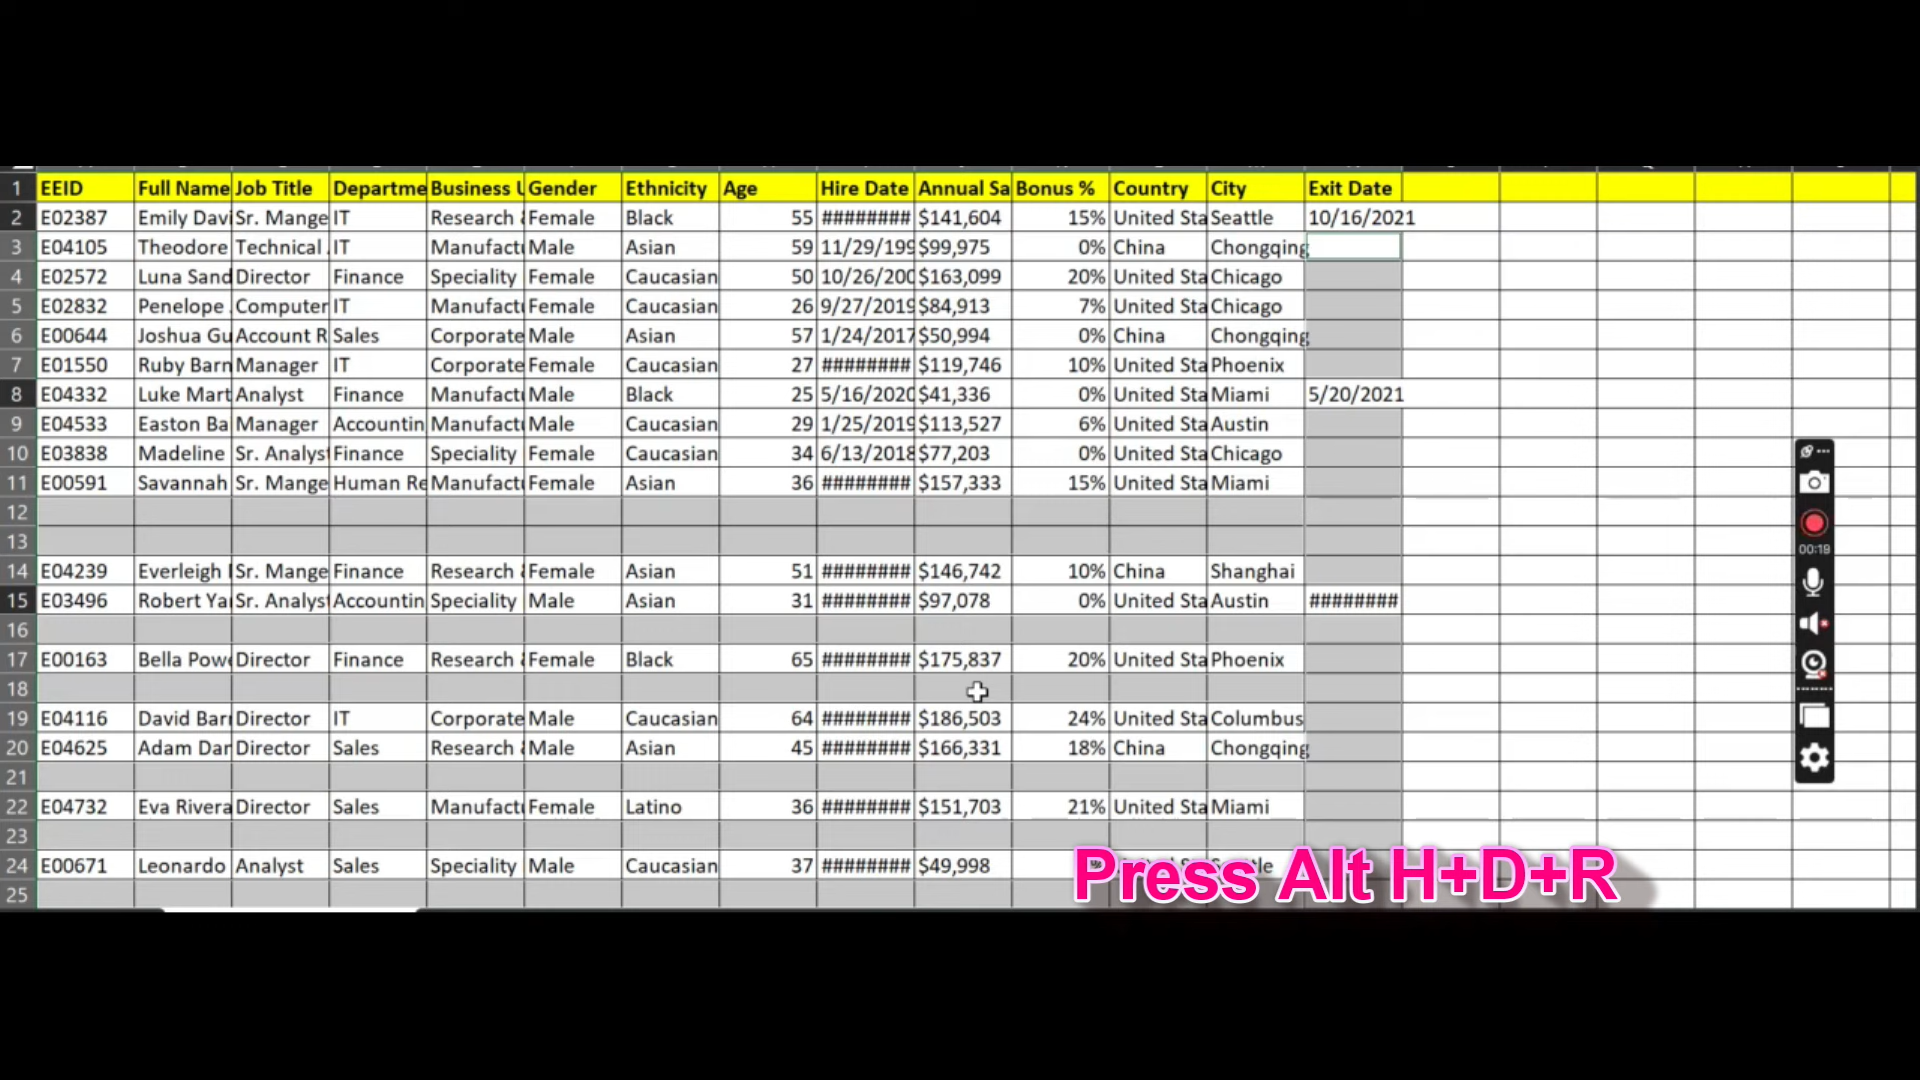 1 EEID Full Name Job Title Departme Business U Gender Ethnicity Age Hire Date Annual Sa Bonus % Country City Exit Date
2 E02387 Emily Davi Sr. Mange IT Research Female Black 55 ######## $141,604 15% United Sta Seattle 10/16/2021
3 E04105 Theodore Technical IT Manufactu Male Asian 59 11/29/199 $99,975 0% China Chongqing
4 E02572 Luna Sand Director Finance Speciality Female Caucasian 50 10/26/200 $163,099 20% United Sta Chicago
5 E02832 Penelope Computer IT Manufactu Female Caucasian 26 9/27/2019 $84,913 7% United Sta Chicago
6 E00644 Joshua Gu Account R Sales Corporate Male Asian 57 1/24/2017 $50,994 0% China Chongqing
7 E01550 Ruby Barn Manager IT Corporate Female Caucasian 27 ######## $119,746 10% United Sta Phoenix
8 E04332 Luke Mart Analyst Finance Manufactu Male Black 25 5/16/2020 $41,336 0% United Sta Miami 5/20/2021
9 E04533 Easton Ba Manager Accountin Manufactu Male Caucasian 29 1/25/2019 $113,527 6% United Sta Austin
10 E03838 Madeline Sr. Analyst Finance Speciality Female Caucasian 34 6/13/2018 $77,203 0% United Sta Chicago
11 E00591 Savannah Sr. Mange Human Re Manufactu Female Asian 36 ######## $157,333 15% United Sta Miami
12
13
14 E04239 Everleigh Sr. Mange Finance Research Female Asian 51 ######## $146,742 10% China Shanghai
15 E03496 Robert Ya Sr. Analyst Accountin Speciality Male Asian 31 ######## $97,078 0% United Sta Austin ########
16
17 E00163 Bella Powe Director Finance Research Female Black 65 ######## $175,837 20% United Sta Phoenix
18
19 E04116 David Barr Director IT Corporate Male Caucasian 64 ######## $186,503 24% United Sta Columbus
20 E04625 Adam Dan Director Sales Research Male Asian 45 ######## $166,331 18% China Chongqing
21
22 E04732 Eva Rivera Director Sales Manufactu Female Latino 36 ######## $151,703 21% United Sta Miami
23
24 E00671 Leonardo Analyst Sales Speciality Male Caucasian 37 ######## $49,998
25
Press Alt H+D+R
00:19